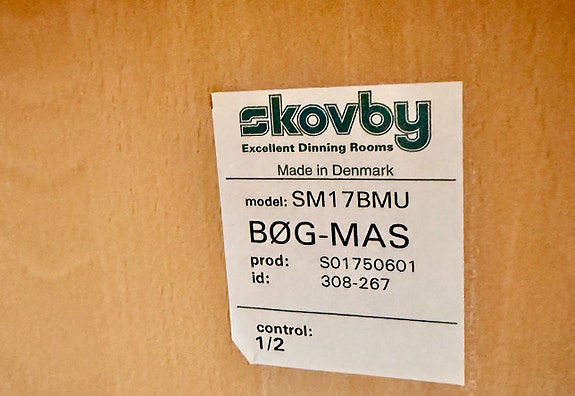 skovby
Excellent Dinning Rooms
Made in Denmark
model: SM17BMU
BØG-MAS
prod: S01750601
id: 308-267
control:
1/2